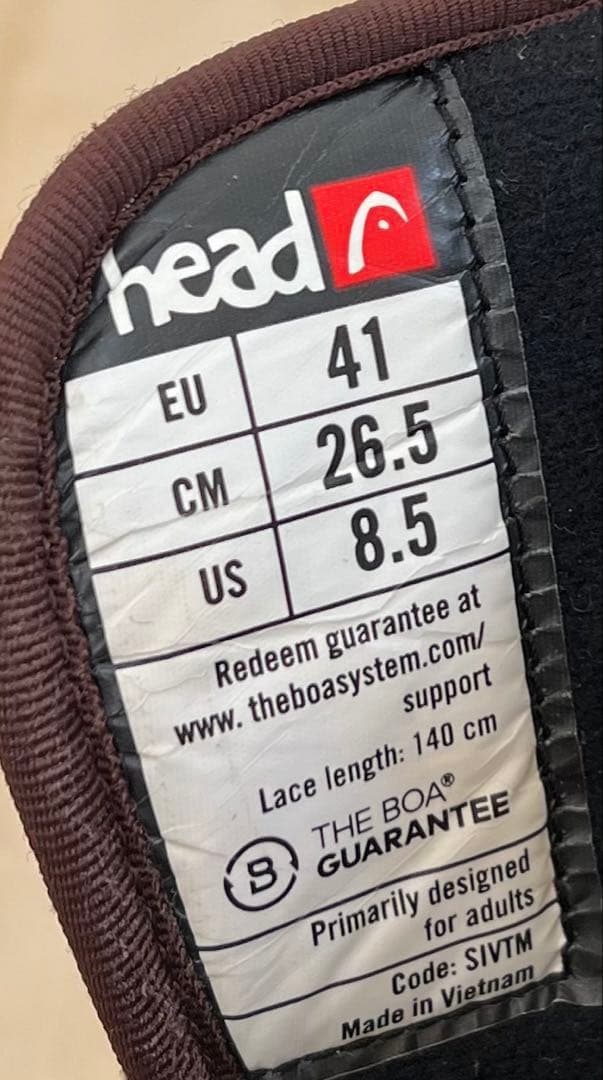 head
EU 41
CM 26.5
US 8.5
Redeem guarantee at
www. theboasystem.com/
support
Lace length: 140 cm
B THE BOA®
GUARANTEE
Primarily designed
for adults
Code: SIVTM
Made in Vietnam